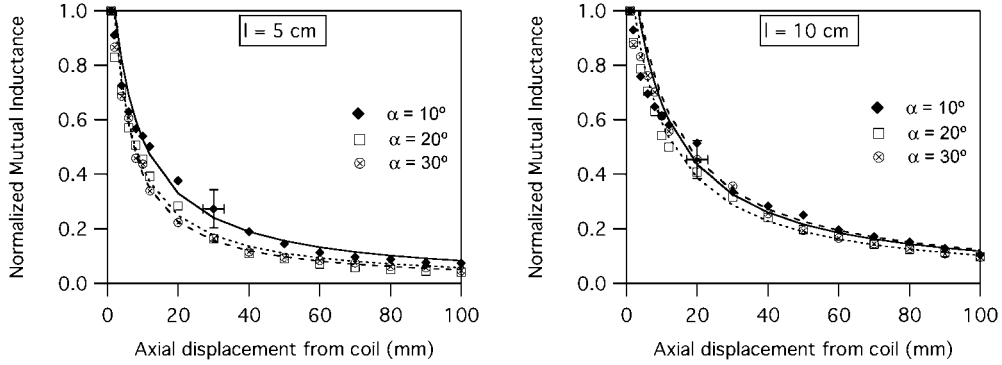 l = 5 cm
Normalized Mutual Inductance
1.0
0.8
0.6
0.4
0.2
0.0
α = 10º
α = 20º
α = 30º
0 20 40 60 80 100
Axial displacement from coil (mm)
l = 10 cm
Normalized Mutual Inductance
1.0
0.8
0.6
0.4
0.2
0.0
α = 10º
α = 20º
α = 30º
0 20 40 60 80 100
Axial displacement from coil (mm)